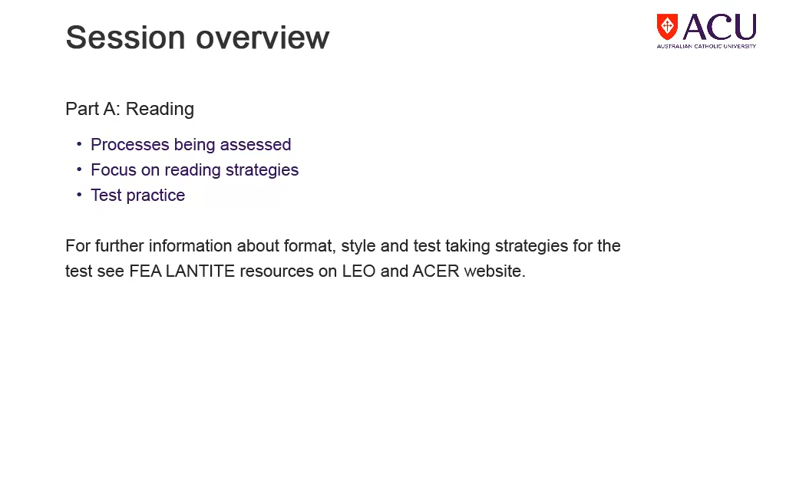 Session overview
ACU
AUSTRALIAN CATHOLIC UNIVERSITY
Part A: Reading
• Processes being assessed
• Focus on reading strategies
• Test practice
For further information about format, style and test taking strategies for the
test see FEA LANTITE resources on LEO and ACER website.